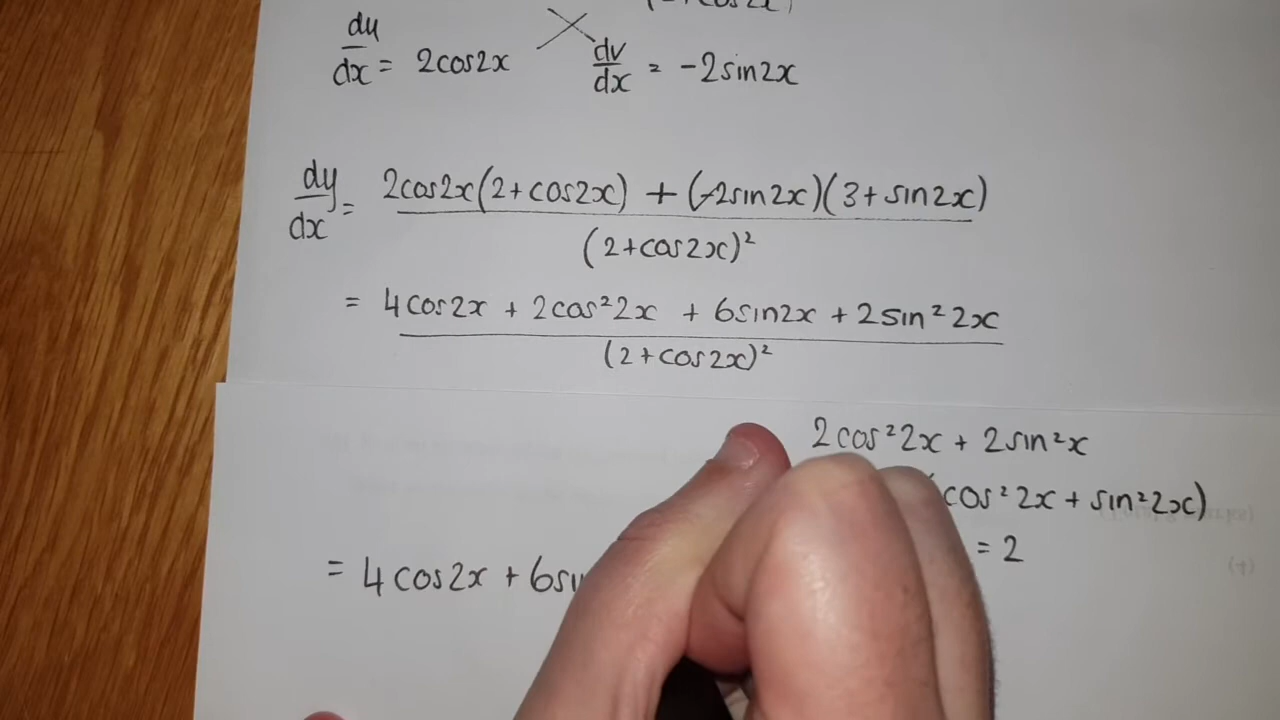 du/dx = 2cos2x dv/dx = -2sin2x
dy/dx = 2cos2x(2+cos2x) + (-2sin2x)(3+sin2x)
(2+cos2x)²
= 4cos2x + 2cos²2x + 6sin2x + 2sin²2x
(2+cos2x)²
2cos²2x + 2sin²x
cos²2x + sin²2x)
= 2
= 4cos2x +